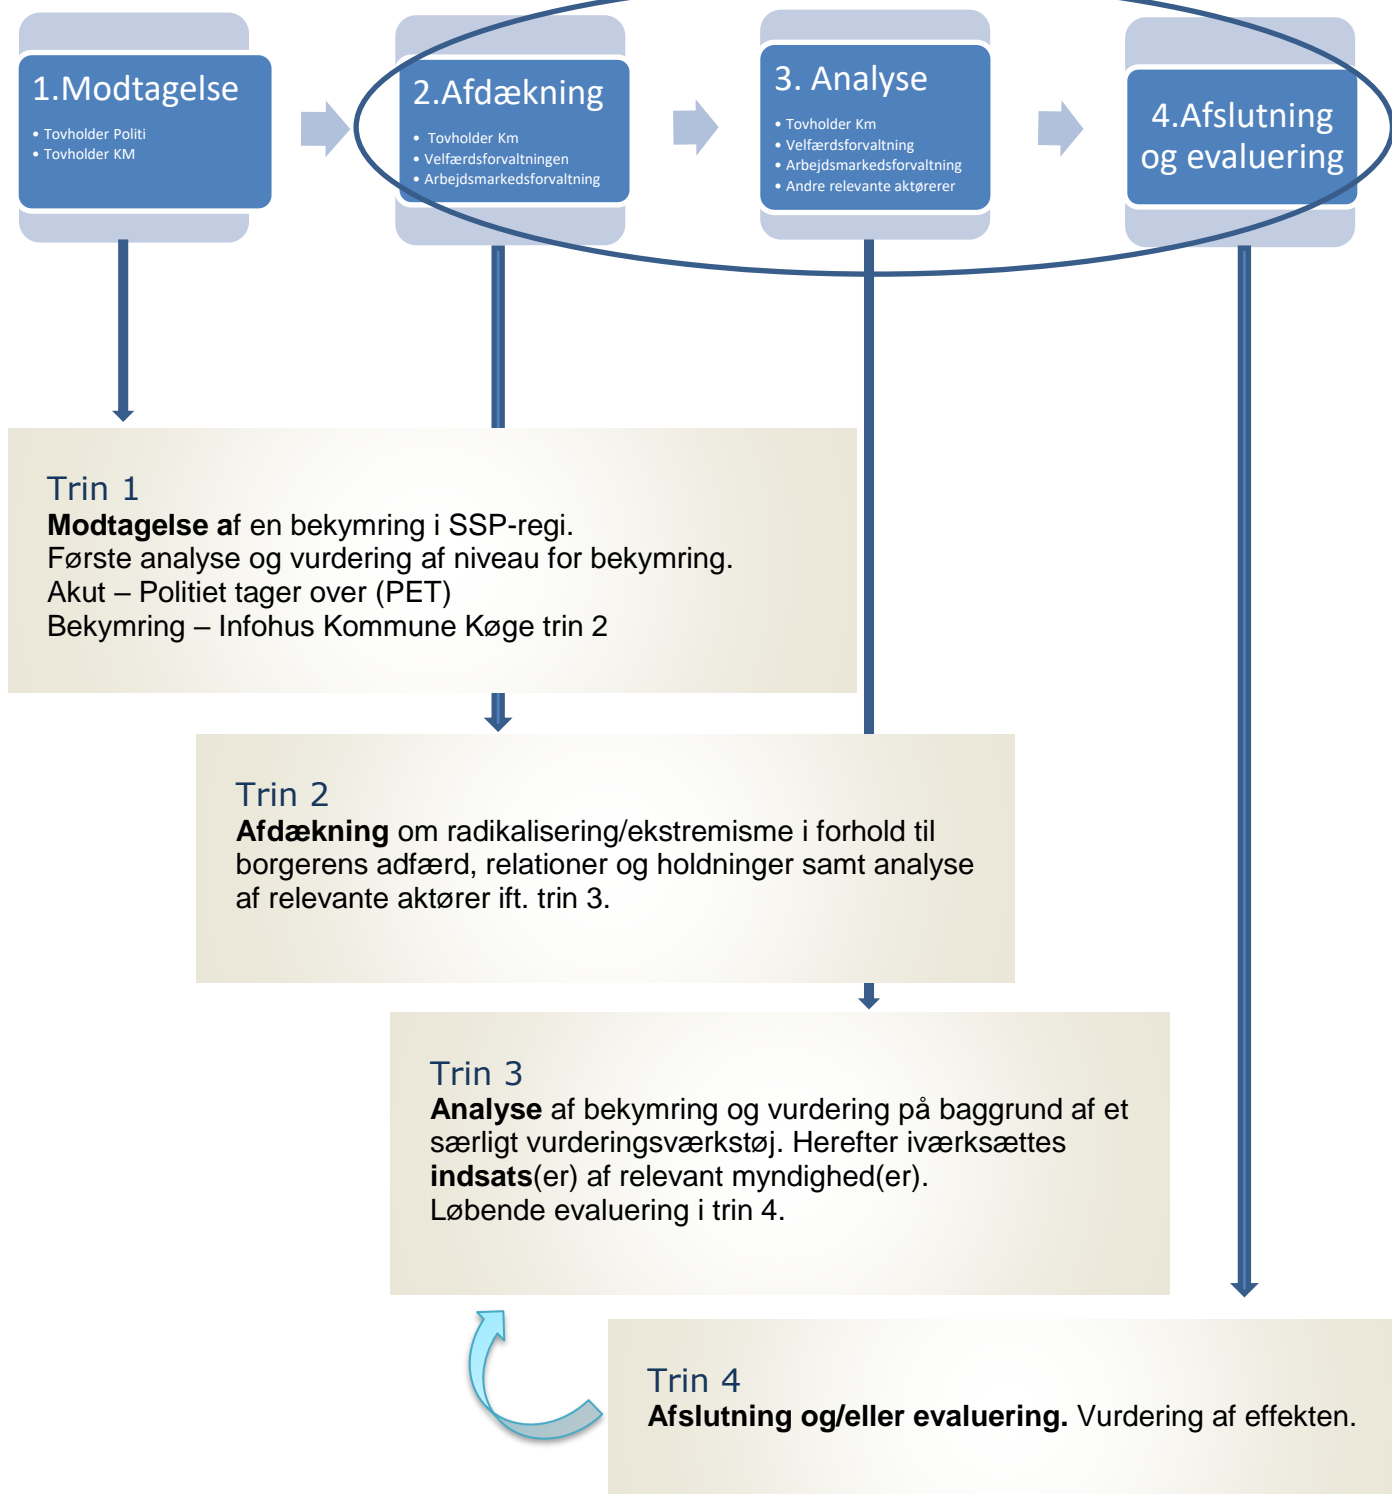 1.Modtagelse
• Tovholder Politi
• Tovholder KM
2.Afdækning
• Tovholder Km
• Velfærdsforvaltningen
• Arbejdsmarkedsforvaltning
3. Analyse
• Tovholder Km
• Velfærdsforvaltning
• Arbejdsmarkedsforvaltning
• Andre relevante aktørerer
4.Afslutning
og evaluering
Trin 1
Modtagelse af en bekymring i SSP-regi.
Første analyse og vurdering af niveau for bekymring.
Akut – Politiet tager over (PET)
Bekymring – Infohus Kommune Køge trin 2
Trin 2
Afdækning om radikalisering/ekstremisme i forhold til
borgerens adfærd, relationer og holdninger samt analyse
af relevante aktører ift. trin 3.
Trin 3
Analyse af bekymring og vurdering på baggrund af et
særligt vurderingsværkstøj. Herefter iværksættes
indsats(er) af relevant myndighed(er).
Løbende evaluering i trin 4.
Trin 4
Afslutning og/eller evaluering. Vurdering af effekten.